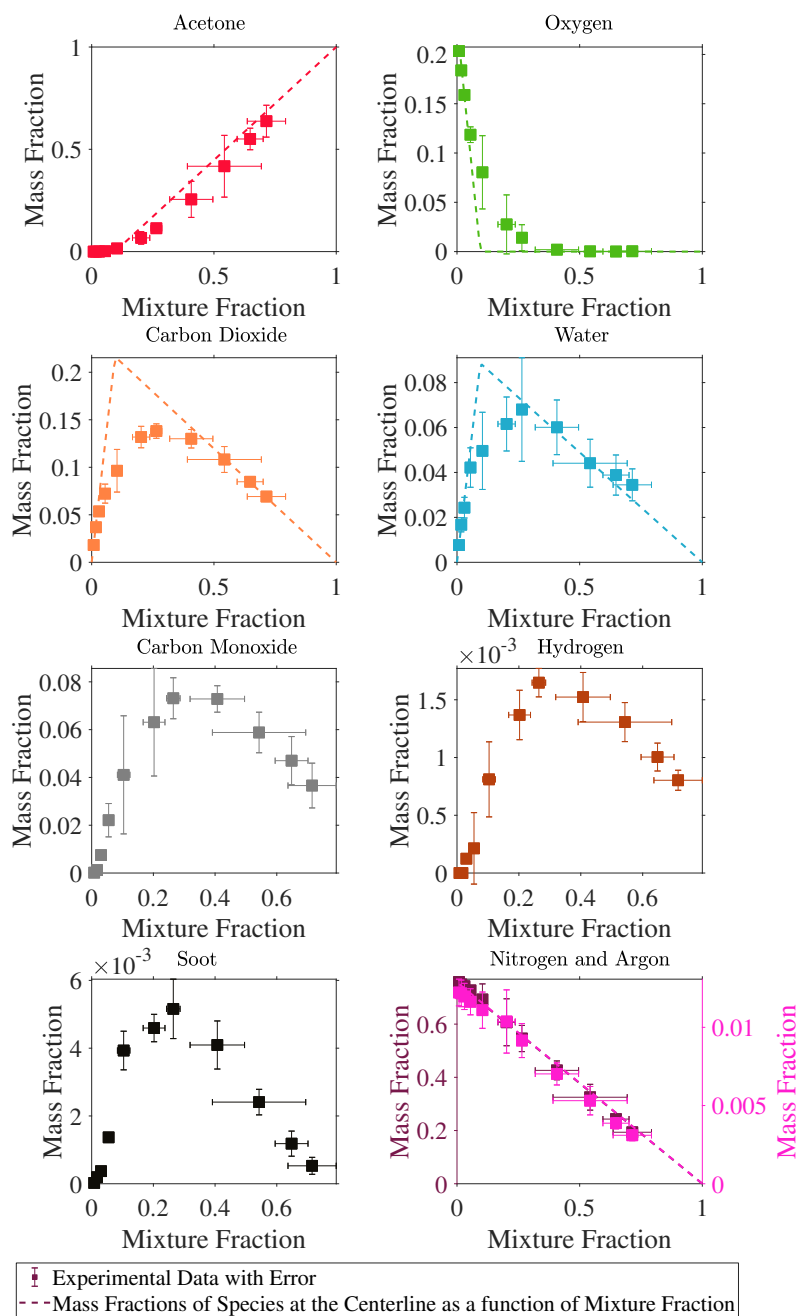 Acetone
Oxygen
1
0.5
0
0 0.5 1
Mass Fraction
Mixture Fraction
0.2
0.15
0.1
0.05
0
0 0.5 1
Mass Fraction
Mixture Fraction
Carbon Dioxide
Water
0.2
0.15
0.1
0.05
0
0 0.5 1
Mass Fraction
Mixture Fraction
0.08
0.06
0.04
0.02
0
0 0.5 1
Mass Fraction
Mixture Fraction
Carbon Monoxide
Hydrogen
0.08
0.06
0.04
0.02
0
0 0.2 0.4 0.6
Mass Fraction
Mixture Fraction
×10⁻³
1.5
1
0.5
0
0 0.2 0.4 0.6
Mass Fraction
Mixture Fraction
Soot
Nitrogen and Argon
×10⁻³
6
4
2
0
0 0.2 0.4 0.6
Mass Fraction
Mixture Fraction
0.6
0.4
0.2
0
0 0.5 1
Mass Fraction
0.01
0.005
0
Mass Fraction
Mixture Fraction
Experimental Data with Error
Mass Fractions of Species at the Centerline as a function of Mixture Fraction